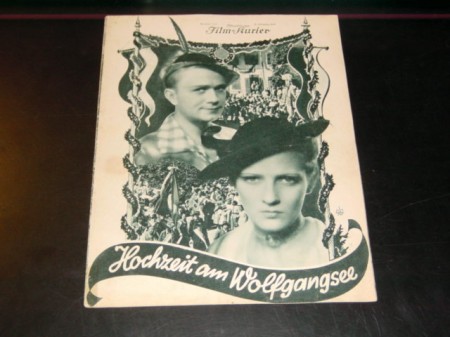 Film-Kurier
Hochzeit am Wolfgangsee